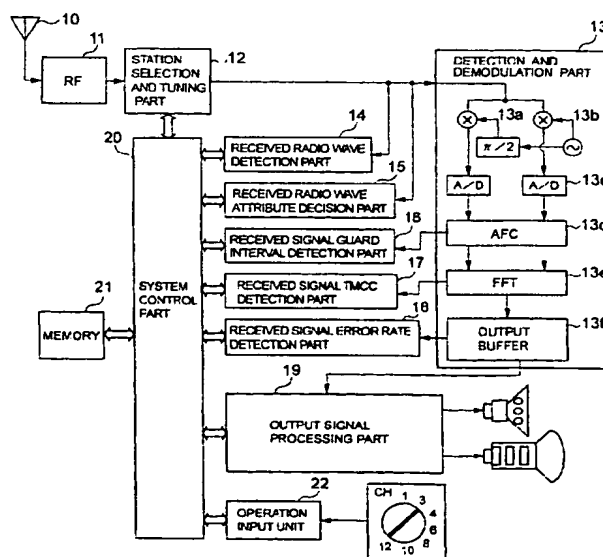 10
11
RF
STATION
SELECTION
AND TUNING
PART
12
13
DETECTION AND
DEMODULATION PART
13a
13b
π/2
A/D
A/D
13c
AFC
13d
FFT
13e
OUTPUT
BUFFER
13f
14
RECEIVED RADIO WAVE
DETECTION PART
15
RECEIVED RADIO WAVE
ATTRIBUTE DECISION PART
16
RECEIVED SIGNAL GUARD
INTERVAL DETECTION PART
17
RECEIVED SIGNAL TMCC
DETECTION PART
18
RECEIVED SIGNAL ERROR RATE
DETECTION PART
20
SYSTEM
CONTROL
PART
21
MEMORY
19
OUTPUT SIGNAL
PROCESSING PART
22
OPERATION
INPUT UNIT
CH
1
3
4
6
8
10
12